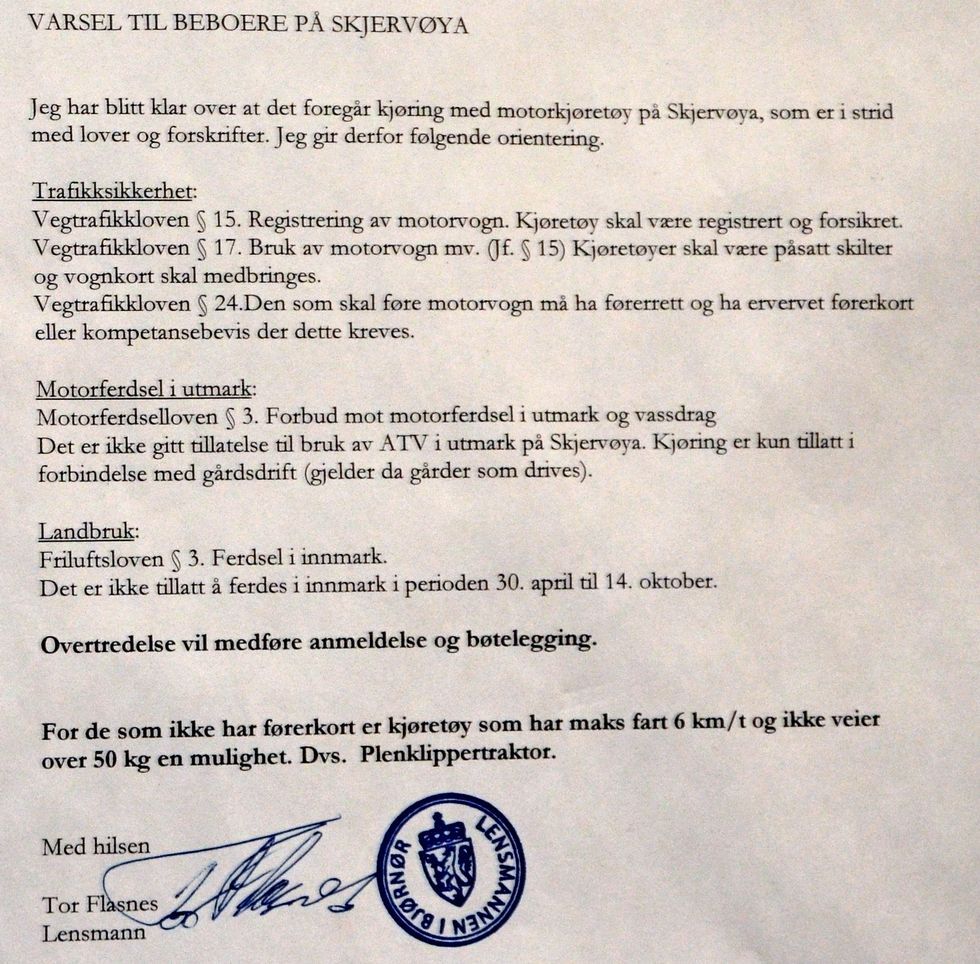 VARSEL TIL BEBOERE PÅ SKJERVØYA
Jeg har blitt klar over at det foregår kjøring med motorkjøretøy på Skjervøya, som er i strid
med lover og forskrifter. Jeg gir derfor følgende orientering.
Trafikksikkerhet:
Vegtrafikkloven § 15. Registrering av motorvogn. Kjøretøy skal være registrert og forsikret.
Vegtrafikkloven § 17. Bruk av motorvogn mv. (Jf. § 15) Kjøretøyer skal være påsatt skilter
og vognkort skal medbringes.
Vegtrafikkloven § 24.Den som skal føre motorvogn må ha førerrett og ha ervervet førerkort
eller kompetansebevis der dette kreves.
Motorferdsel i utmark:
Motorferdselloven § 3. Forbud mot motorferdsel i utmark og vassdrag
Det er ikke gitt tillatelse til bruk av ATV i utmark på Skjervøya. Kjøring er kun tillatt i
forbindelse med gårdsdrift (gjelder da gårder som drives).
Landbruk:
Friluftsloven § 3. Ferdsel i innmark.
Det er ikke tillatt å ferdes i innmark i perioden 30. april til 14. oktober.
Overtredelse vil medføre anmeldelse og bøtelegging.
For de som ikke har førerkort er kjøretøy som har maks fart 6 km/t og ikke veier
over 50 kg en mulighet. Dvs. Plenklippertraktor.
Med hilsen
Tor Flasnes
Lensmann
LENSMANNEN I BJØRNØR